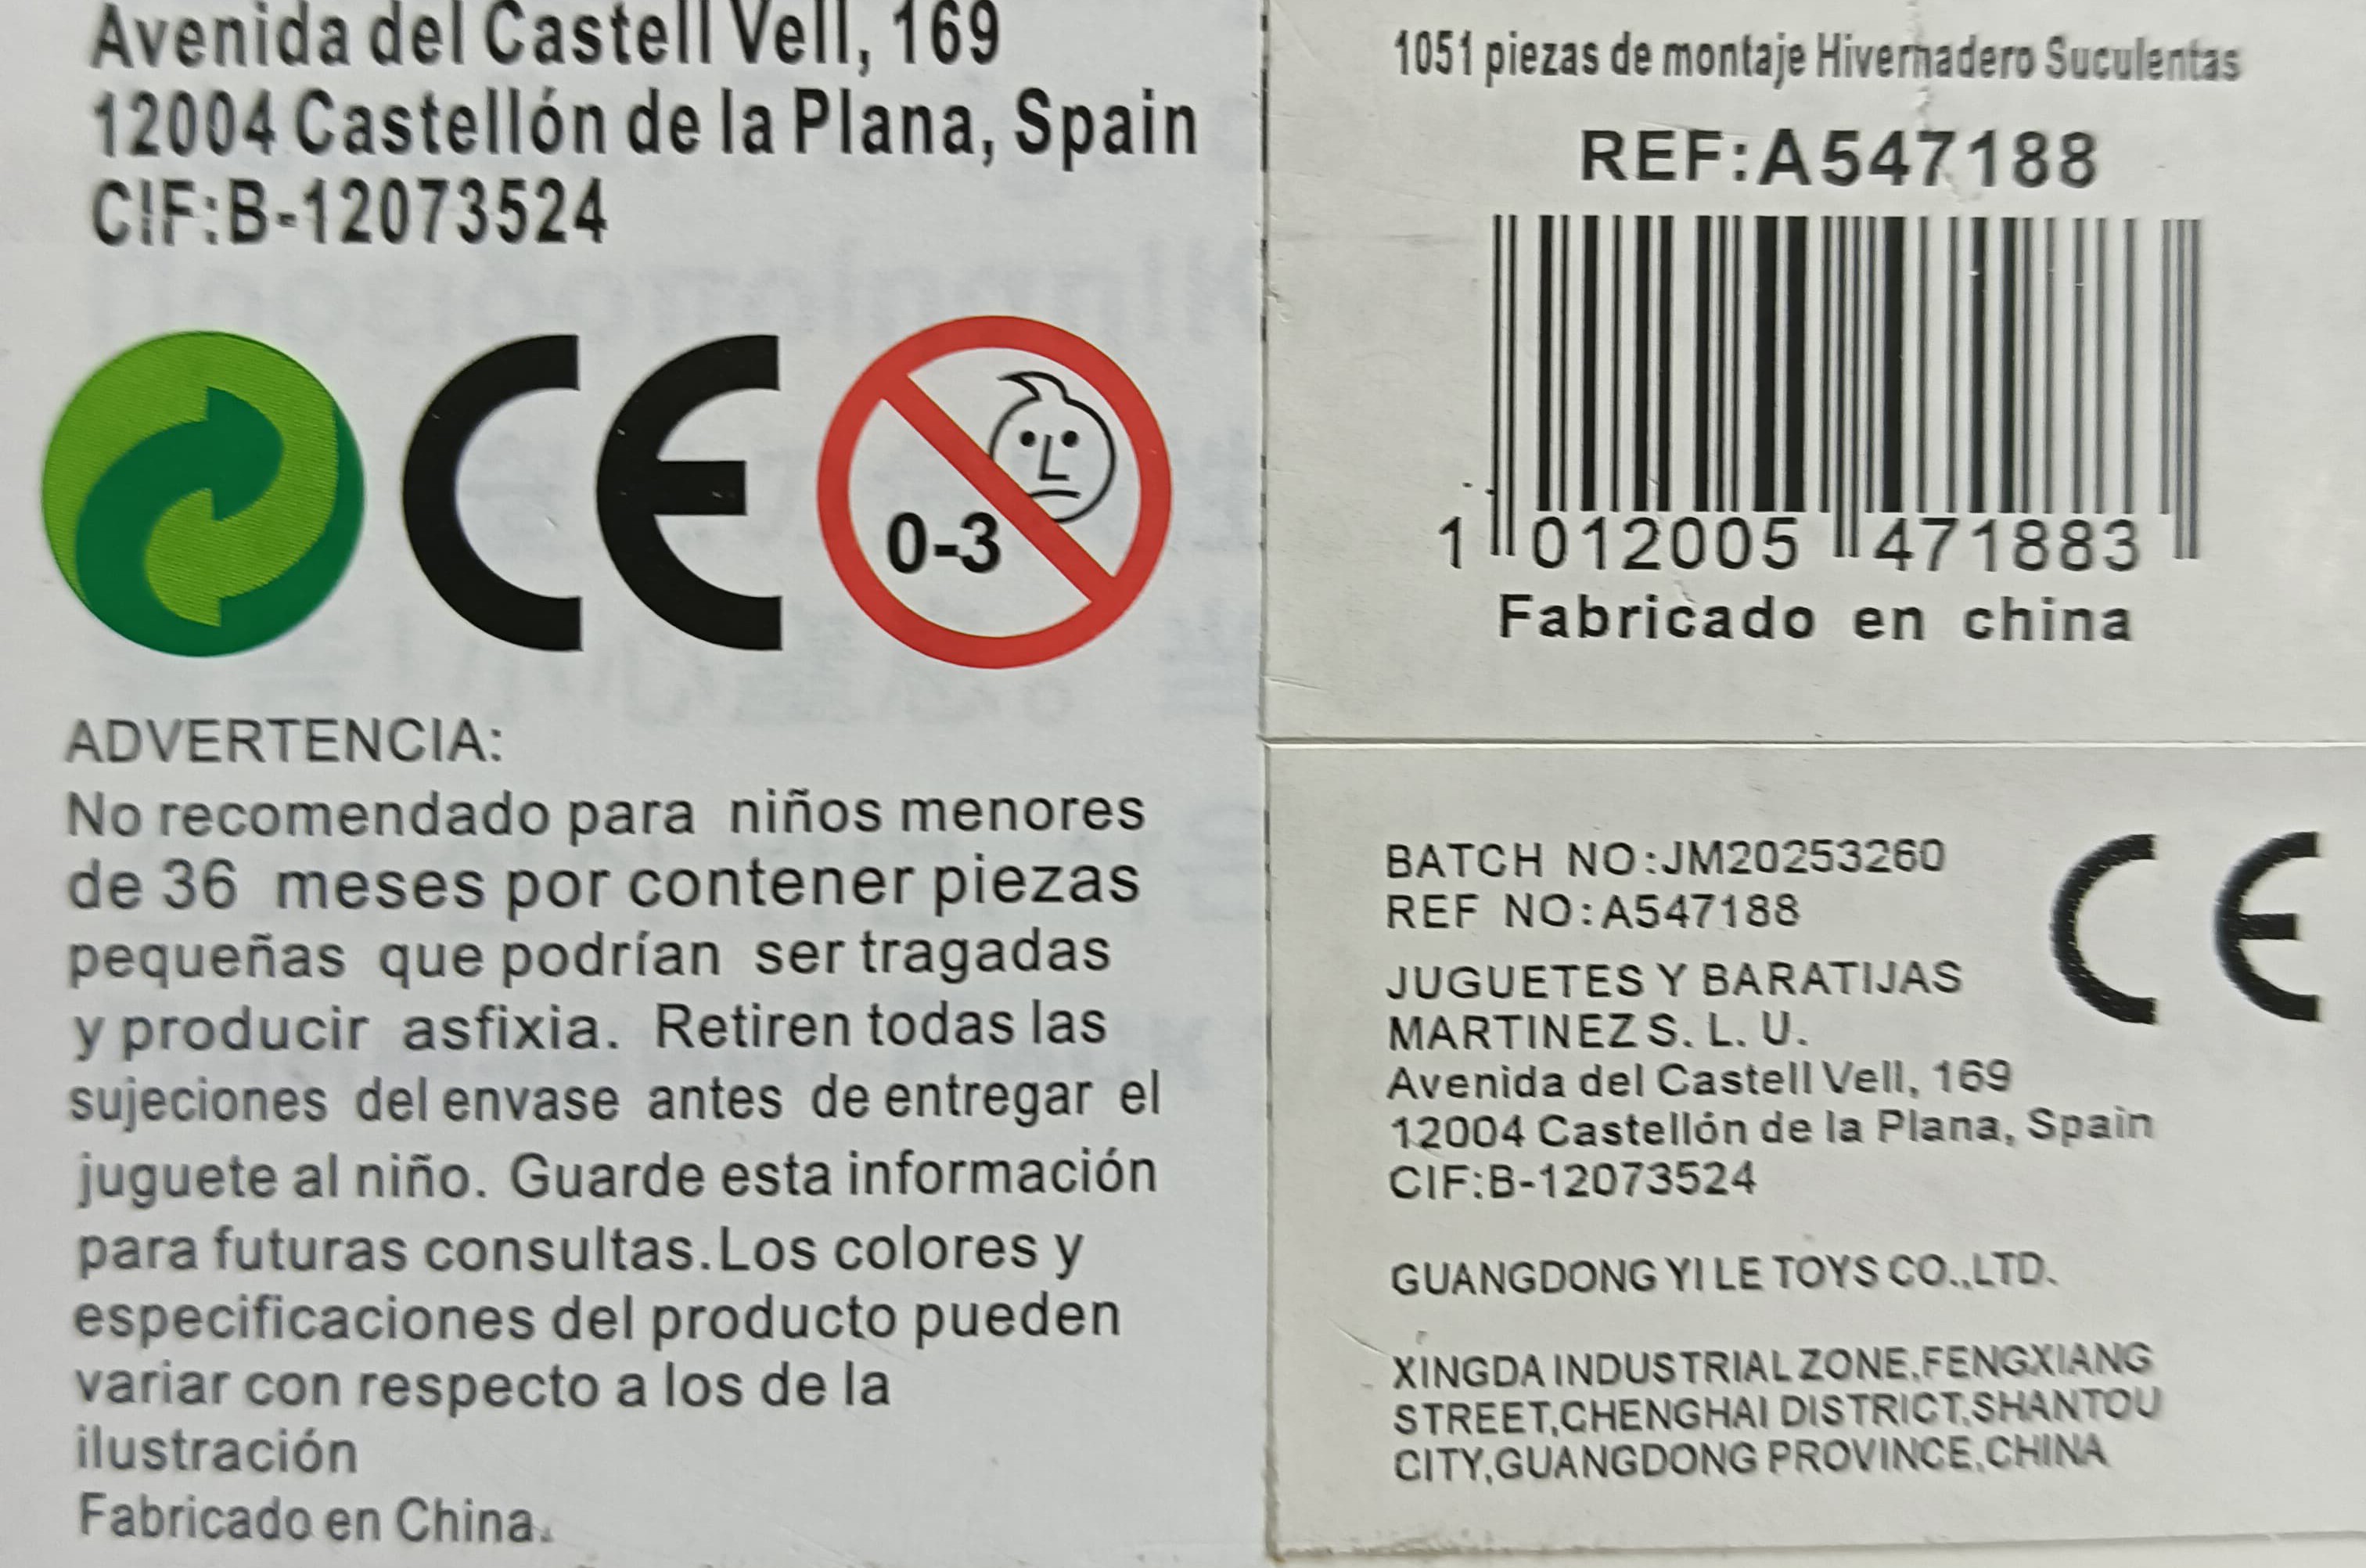 Avenida del Castell Vell, 169
12004 Castellón de la Plana, Spain
CIF:B-12073524
CE
0-3
ADVERTENCIA:
No recomendado para niños menores
de 36 meses por contener piezas
pequeñas que podrían ser tragadas
y producir asfixia. Retiren todas las
sujeciones del envase antes de entregar el
juguete al niño. Guarde esta información
para futuras consultas.Los colores y
especificaciones del producto pueden
variar con respecto a los de la
ilustración
Fabricado en China.
1051 piezas de montaje Hivernadero Suculentas
REF:A547188
1 012005 471883
Fabricado en china
BATCH NO:JM20253260
REF NO:A547188
CE
JUGUETES Y BARATIJAS
MARTINEZ S. L. U.
Avenida del Castell Vell, 169
12004 Castellón de la Plana, Spain
CIF:B-12073524
GUANGDONG YI LE TOYS CO.,LTD.
XINGDA INDUSTRIAL ZONE,FENGXIANG
STREET,CHENGHAI DISTRICT,SHANTOU
CITY,GUANGDONG PROVINCE,CHINA